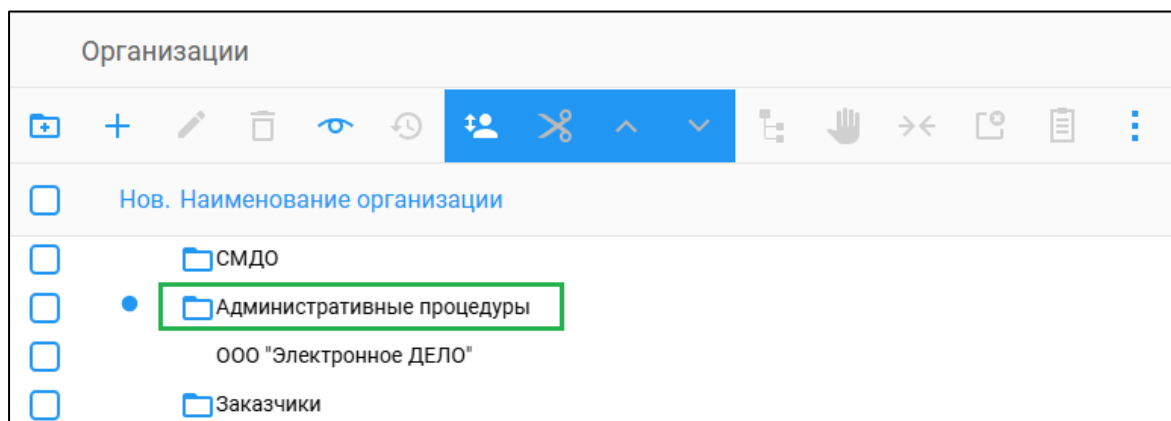 Организации
Нов. Наименование организации
СМДО
Административные процедуры
ООО "Электронное ДЕЛО"
Заказчики